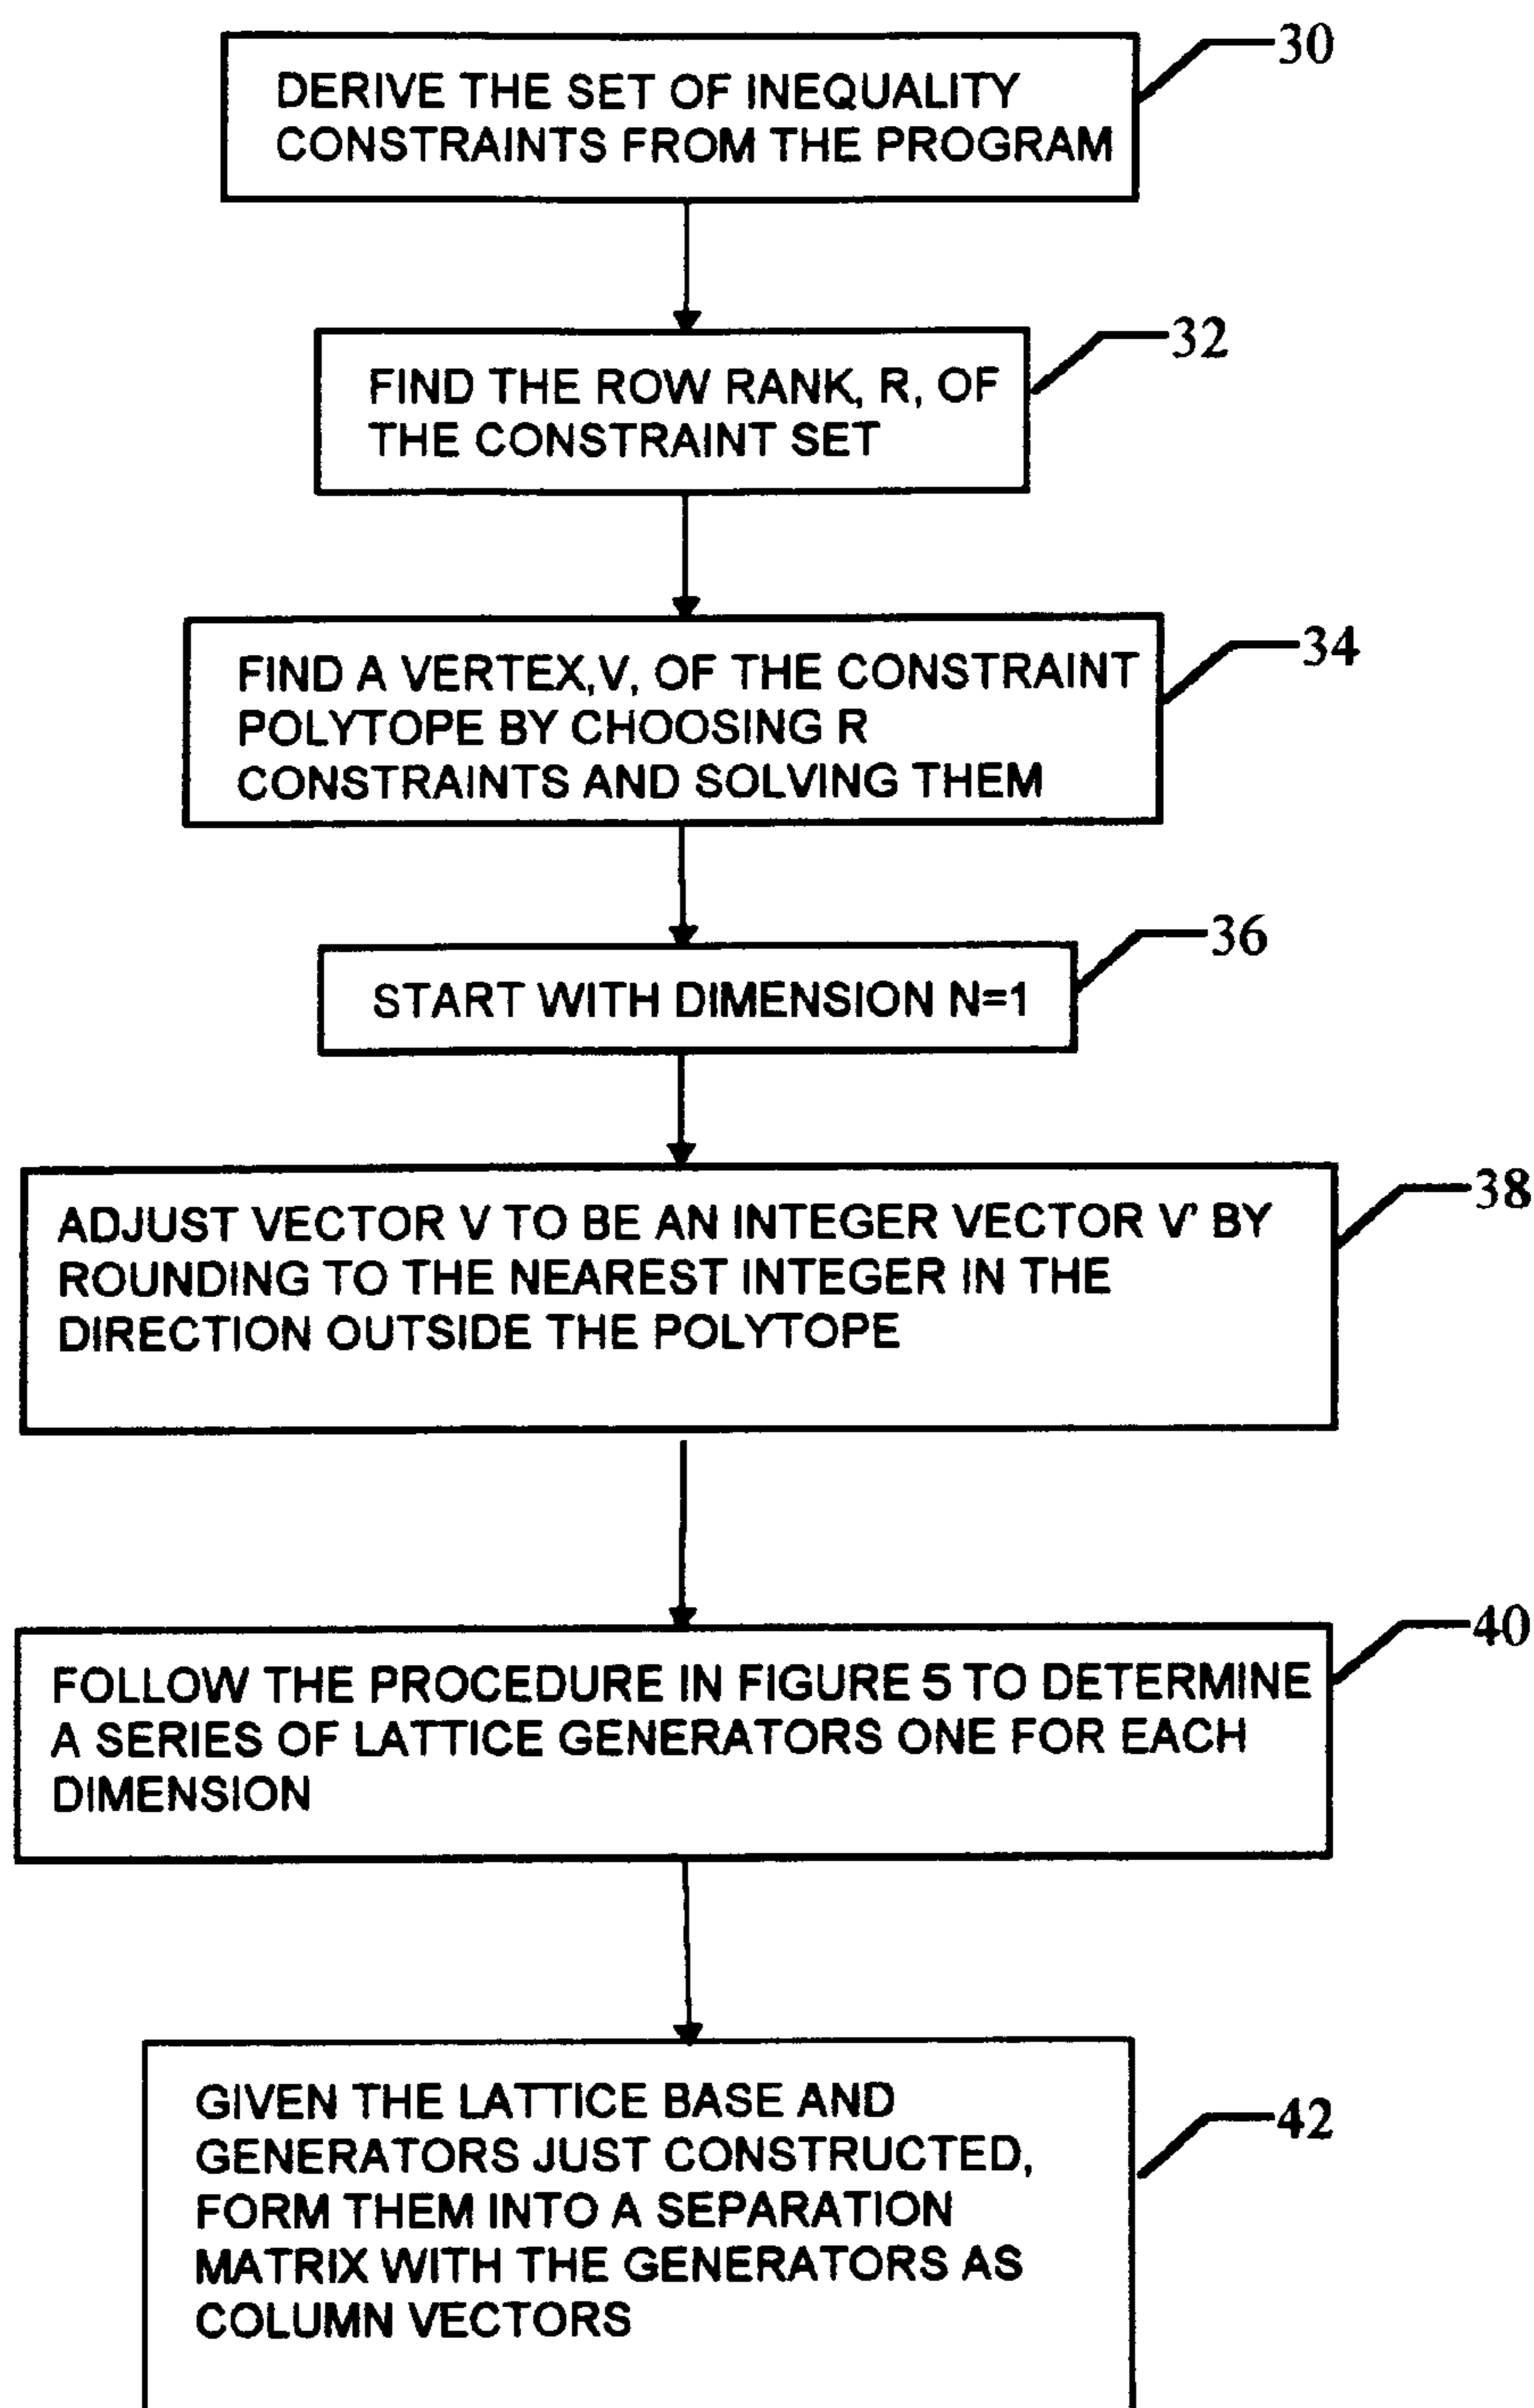 30
DERIVE THE SET OF INEQUALITY
CONSTRAINTS FROM THE PROGRAM
32
FIND THE ROW RANK, R, OF
THE CONSTRAINT SET
34
FIND A VERTEX,V, OF THE CONSTRAINT
POLYTOPE BY CHOOSING R
CONSTRAINTS AND SOLVING THEM
36
START WITH DIMENSION N=1
38
ADJUST VECTOR V TO BE AN INTEGER VECTOR V' BY
ROUNDING TO THE NEAREST INTEGER IN THE
DIRECTION OUTSIDE THE POLYTOPE
40
FOLLOW THE PROCEDURE IN FIGURE 5 TO DETERMINE
A SERIES OF LATTICE GENERATORS ONE FOR EACH
DIMENSION
42
GIVEN THE LATTICE BASE AND
GENERATORS JUST CONSTRUCTED,
FORM THEM INTO A SEPARATION
MATRIX WITH THE GENERATORS AS
COLUMN VECTORS